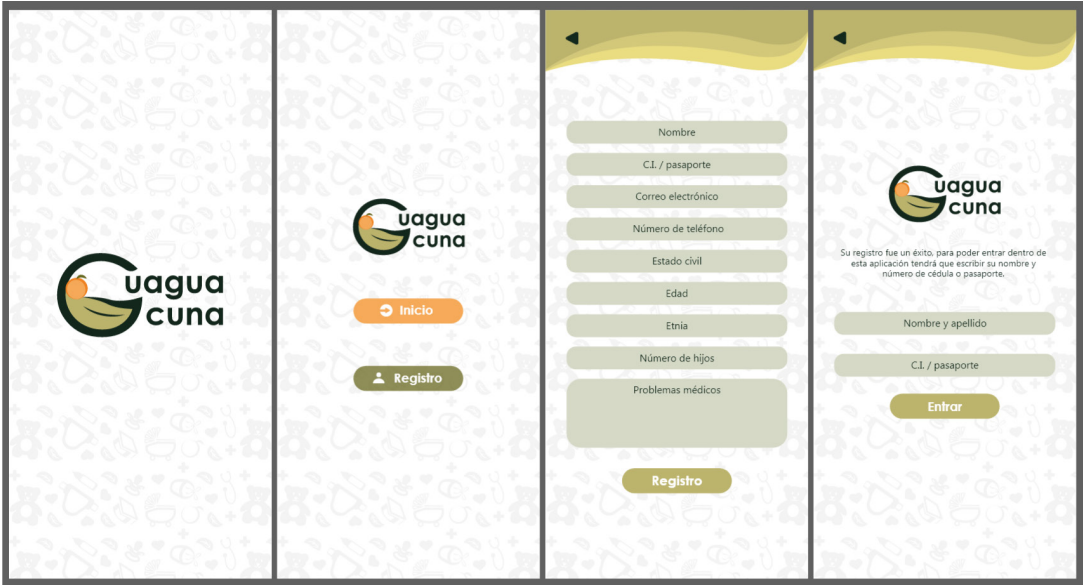 Guagua
cuna
Guagua
cuna
Inicio
Registro
Nombre
C.I. / pasaporte
Correo electrónico
Número de teléfono
Estado civil
Edad
Etnia
Número de hijos
Problemas médicos
Registro
Guagua
cuna
Su registro fue un éxito, para poder entrar dentro de
esta aplicación tendrá que escribir su nombre y
número de cédula o pasaporte.
Nombre y apellido
C.I. / pasaporte
Entrar